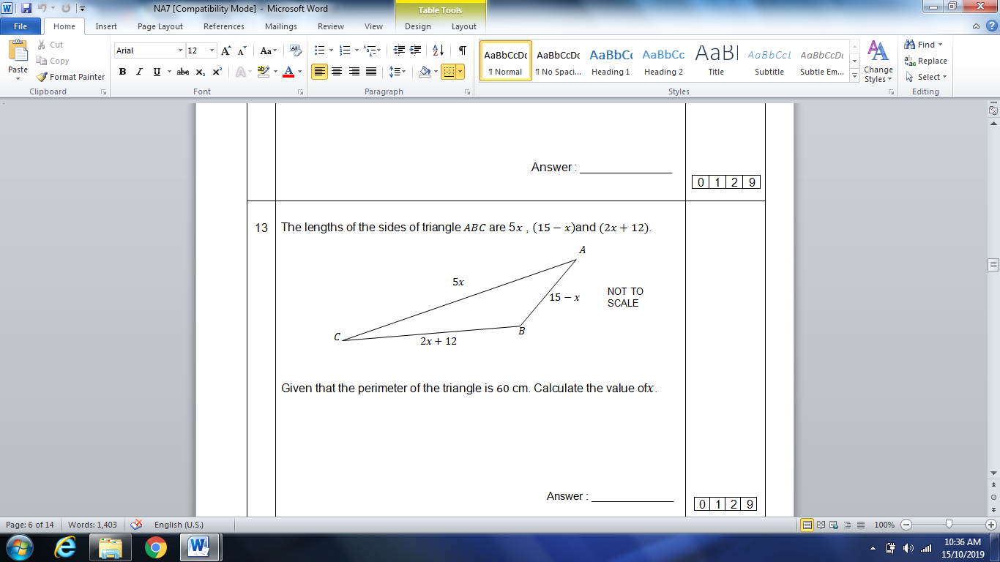 NA7 [Compatibility Mode] - Microsoft Word
Table Tools
File Home Insert Page Layout References Mailings Review View Design Layout
Paste
Cut
Copy
Format Painter
Clipboard
Arial 12
Font
Paragraph
AaBbCcDc AaBbCcDc AaBbCc AaBbCc AaBl AaBbCcL AaBbCcDc
¶ Normal ¶ No Spaci... Heading 1 Heading 2 Title Subtitle Subtle Em...
Styles
Change Styles
Find
Replace
Select
Editing
Answer : ______________
0 1 2 9
13 The lengths of the sides of triangle ABC are 5x , (15 − x)and (2x + 12).
A
5x
15 − x
NOT TO
SCALE
B
C
2x + 12
Given that the perimeter of the triangle is 60 cm. Calculate the value ofx.
Answer : _____________
0 1 2 9
Page: 6 of 14 Words: 1,403 English (U.S.) 100%
10:36 AM
15/10/2019